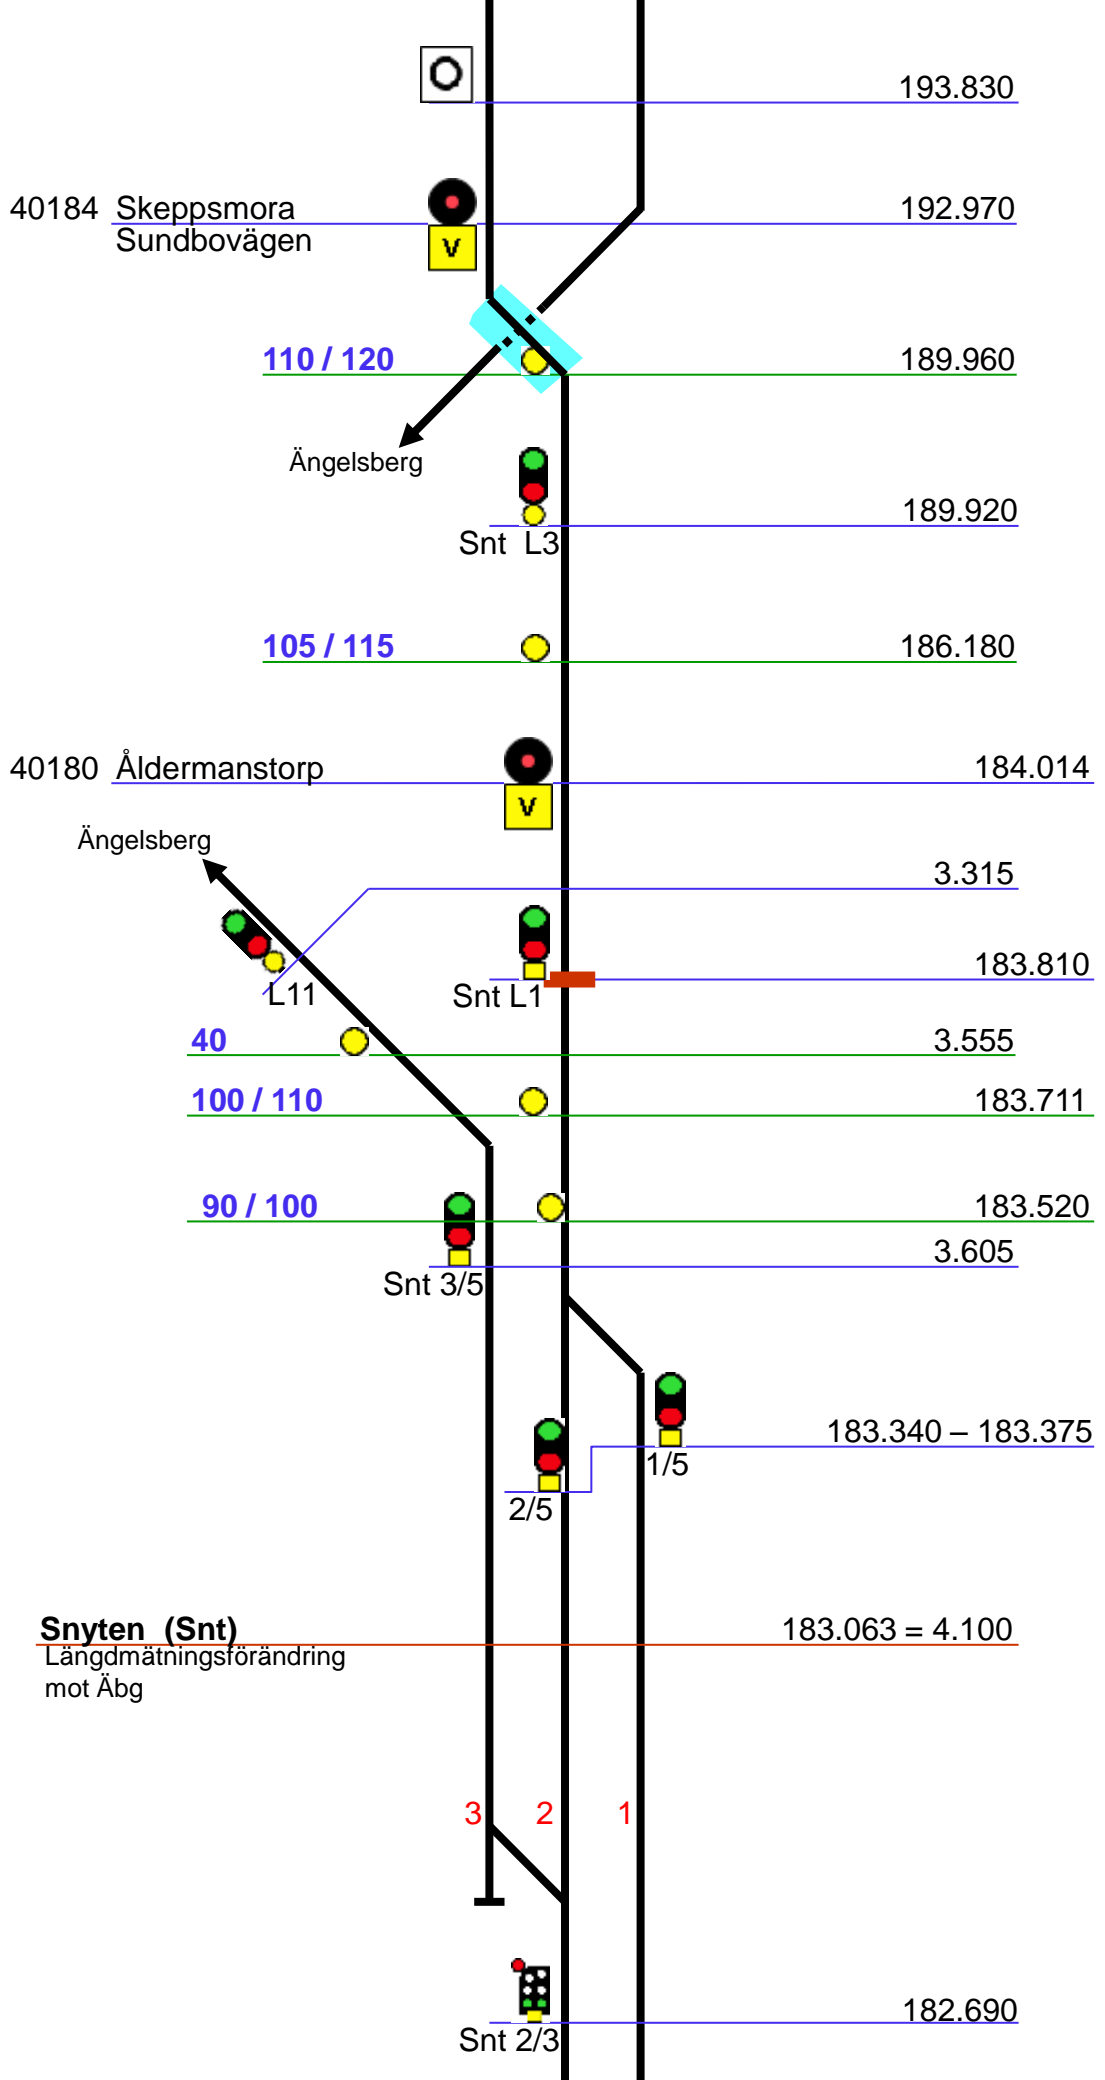 193.830
40184 Skeppsmora 192.970
Sundbovägen
V
110 / 120 189.960
Ängelsberg
189.920
Snt L3
105 / 115 186.180
40180 Åldermanstorp 184.014
V
Ängelsberg
3.315
183.810
L11 Snt L1
40 3.555
100 / 110 183.711
90 / 100 183.520
3.605
Snt 3/5
183.340 – 183.375
1/5
2/5
Snyten (Snt) 183.063 = 4.100
Längdmätningsförändring
mot Äbg
3 2 1
182.690
Snt 2/3